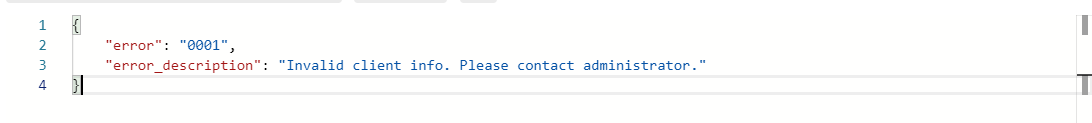 1 {
2 "error": "0001",
3 "error_description": "Invalid client info. Please contact administrator."
4 }